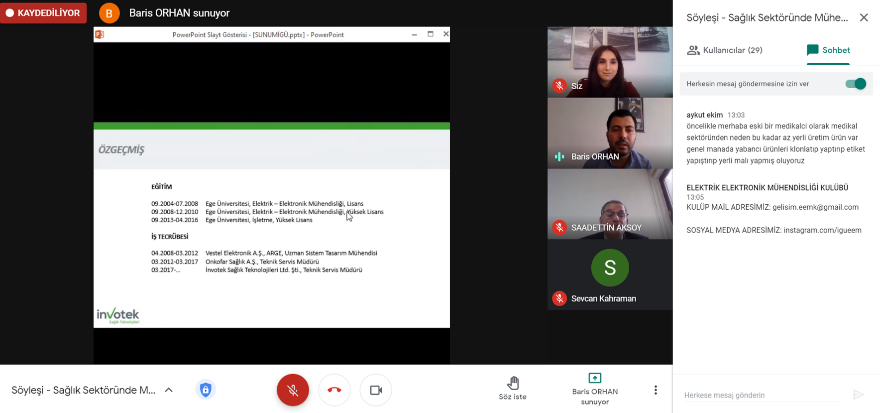 KAYDEDİLİYOR
B
Baris ORHAN sunuyor
PowerPoint Slayt Gösterisi - [SUNUMIGÜ.pptx] - PowerPoint
ÖZGEÇMİŞ
EĞİTİM
09.2004-07.2008 Ege Üniversitesi, Elektrik – Elektronik Mühendisliği, Lisans
09.2008-12.2010 Ege Üniversitesi, Elektrik – Elektronik Mühendisliği, Yüksek Lisans
09.2013-04.2016 Ege Üniversitesi, İşletme, Yüksek Lisans
İŞ TECRÜBESİ
04.2008-03.2012 Vestel Elektronik A.Ş., ARGE, Uzman Sistem Tasarım Mühendisi
03.2012-03.2017 Onkofar Sağlık A.Ş., Teknik Servis Müdürü
03.2017-... İnvotek Sağlık Teknolojileri Ltd. Şti., Teknik Servis Müdürü
invotek
Sağlık Teknolojileri
Siz
Baris ORHAN
SAADETTİN AKSOY
S
Sevcan Kahraman
Söyleşi - Sağlık Sektöründe M...
Söz iste
Baris ORHAN
sunuyor
Söyleşi - Sağlık Sektöründe Mühe...
Kullanıcılar (29)
Sohbet
Herkesin mesaj göndermesine izin ver
aykut ekim 13:03
öncelikle merhaba eski bir medikalci olarak medikal
sektöründen neden bu kadar az yerli üretim ürün var
genel manada yabancı ürünleri klonlatıp yaptırıp etiket
yapıştırıp yerli malı yapmış oluyoruz
ELEKTRİK ELEKTRONİK MÜHENDİSLİĞİ KULÜBÜ
13:05
KULÜP MAİL ADRESİMİZ: gelisim.eemk@gmail.com
SOSYAL MEDYA ADRESİMİZ: instagram.com/igueem
Herkese mesaj gönderin